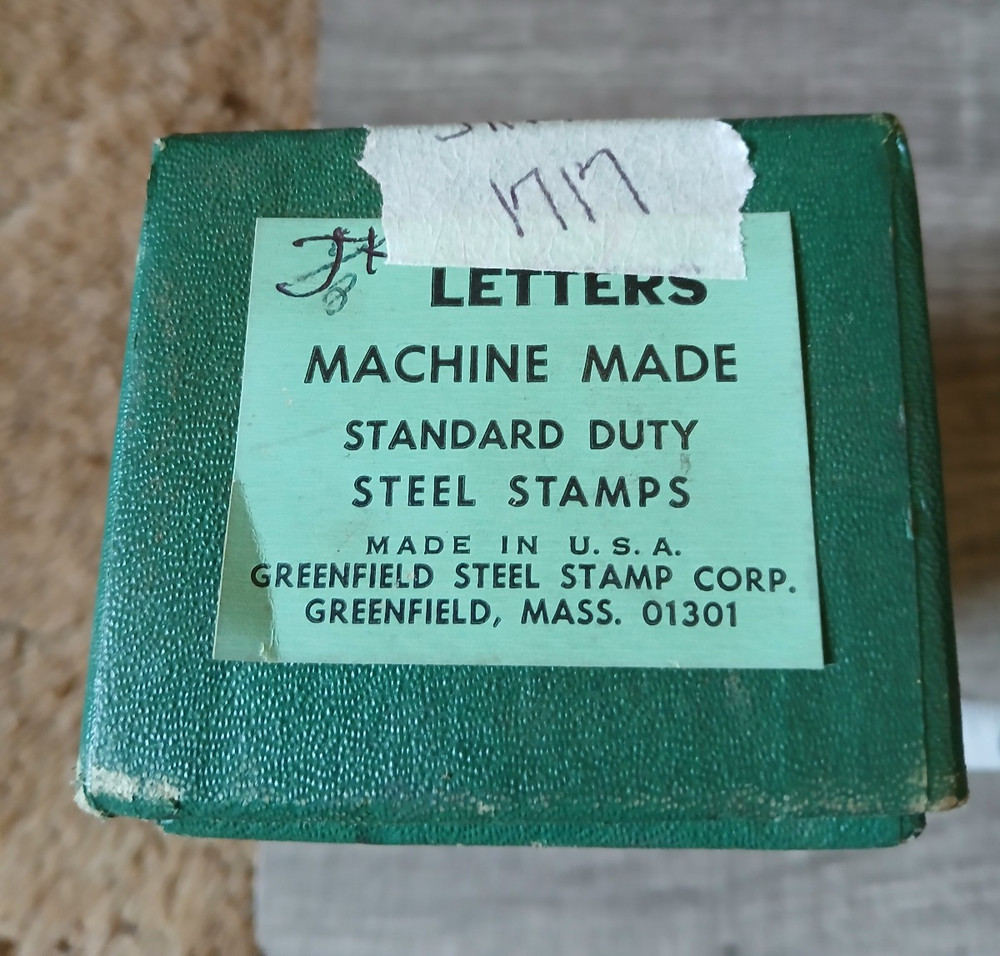 1717
LETTERS
MACHINE MADE
STANDARD DUTY
STEEL STAMPS
MADE IN U.S.A.
GREENFIELD STEEL STAMP CORP.
GREENFIELD, MASS. 01301